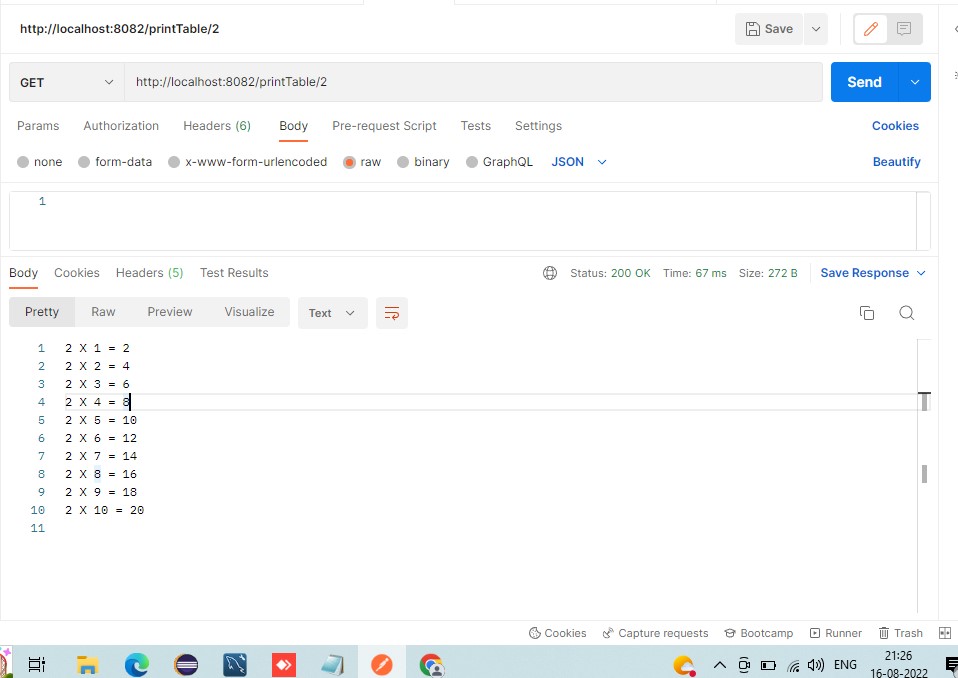 http://localhost:8082/printTable/2 Save
GET http://localhost:8082/printTable/2 Send
Params Authorization Headers (6) Body Pre-request Script Tests Settings Cookies
none form-data x-www-form-urlencoded raw binary GraphQL JSON Beautify
1
Body Cookies Headers (5) Test Results Status: 200 OK Time: 67 ms Size: 272 B Save Response
Pretty Raw Preview Visualize Text
1 2 X 1 = 2
2 2 X 2 = 4
3 2 X 3 = 6
4 2 X 4 = 8
5 2 X 5 = 10
6 2 X 6 = 12
7 2 X 7 = 14
8 2 X 8 = 16
9 2 X 9 = 18
10 2 X 10 = 20
11
Cookies Capture requests Bootcamp Runner Trash
ENG 21:26
16-08-2022